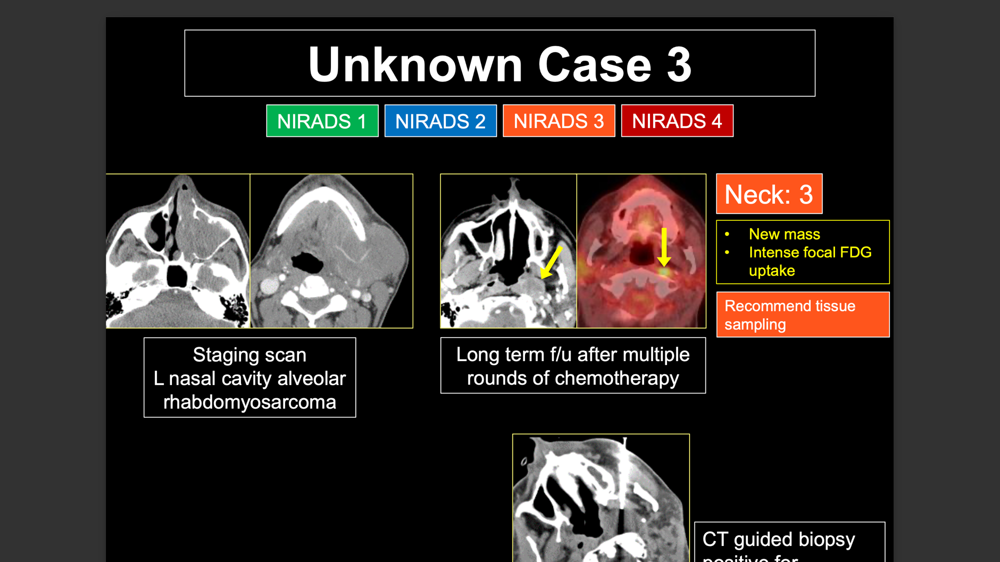 Unknown Case 3
NIRADS 1
NIRADS 2
NIRADS 3
NIRADS 4
Neck: 3
• New mass
• Intense focal FDG
uptake
Recommend tissue
sampling
Staging scan
L nasal cavity alveolar
rhabdomyosarcoma
Long term f/u after multiple
rounds of chemotherapy
CT guided biopsy
positive for